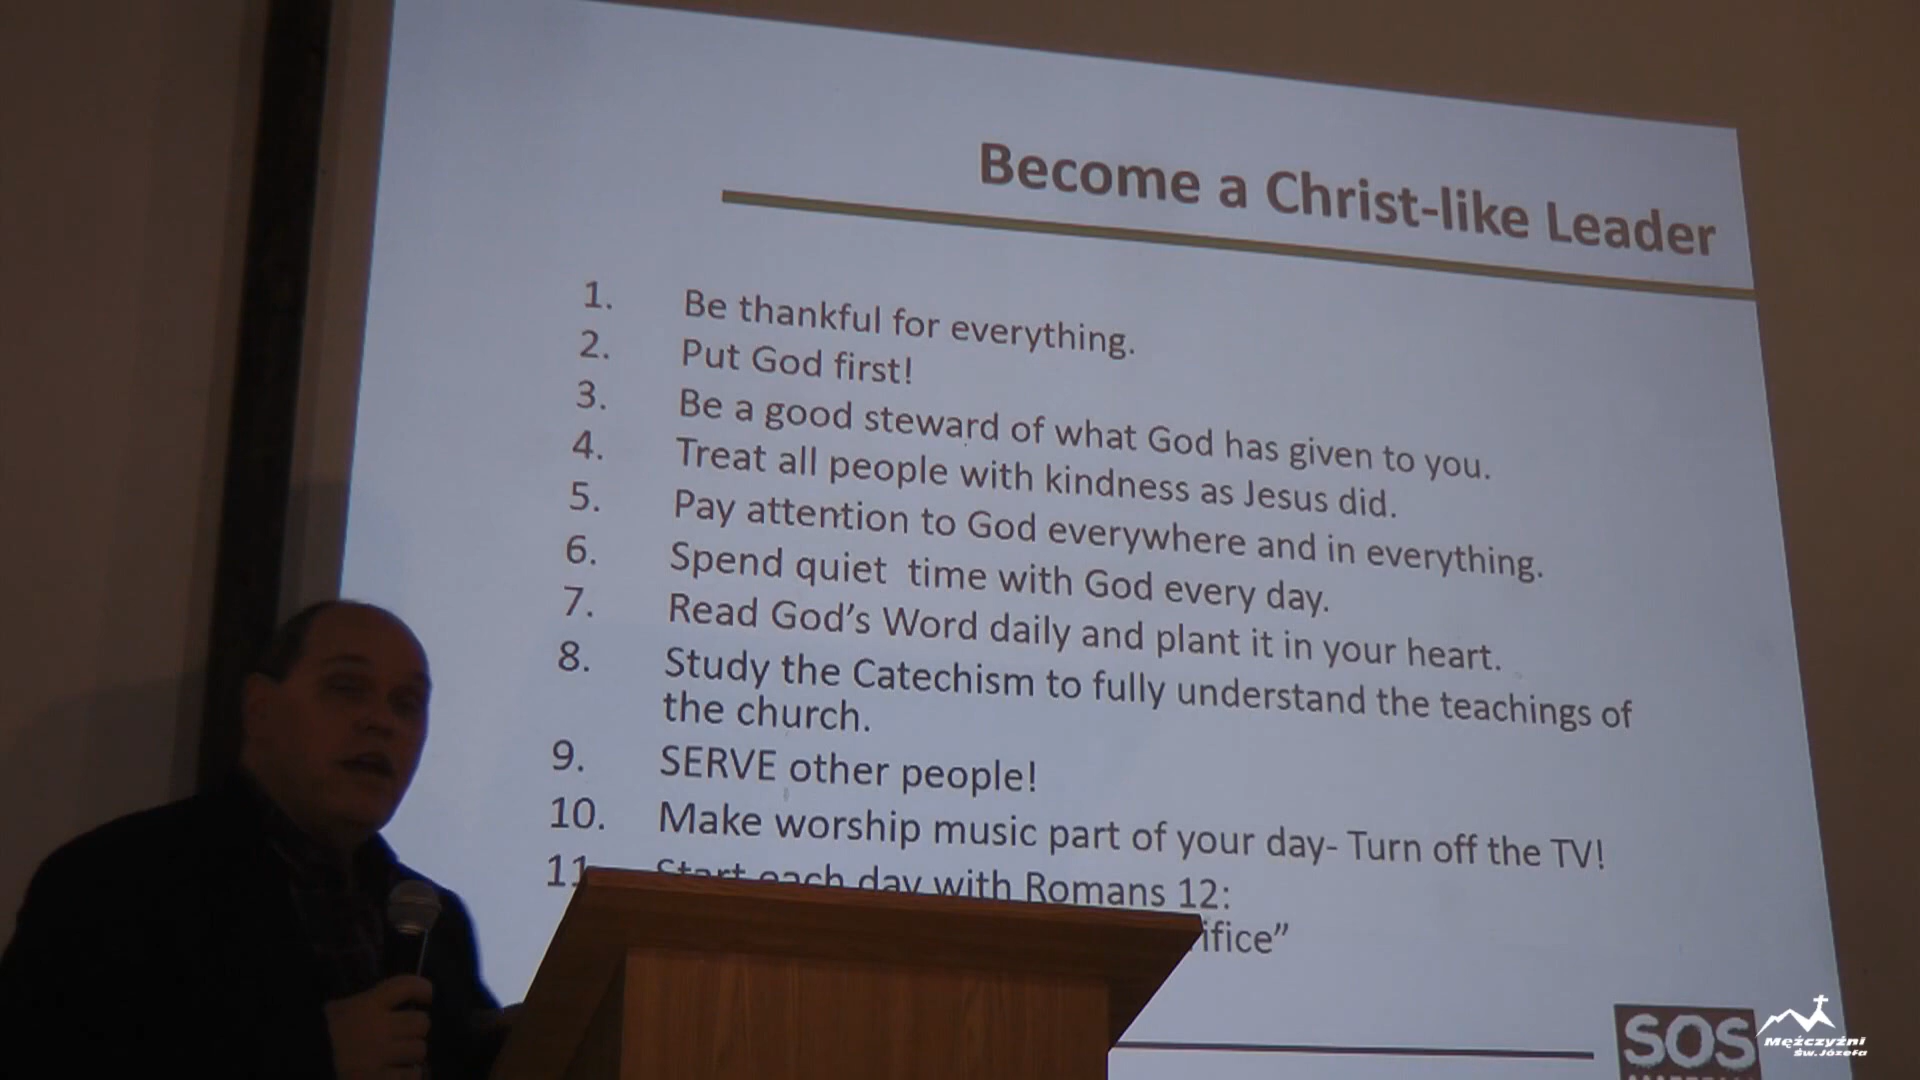 Become a Christ-like Leader
1. Be thankful for everything.
2. Put God first!
3. Be a good steward of what God has given to you.
4. Treat all people with kindness as Jesus did.
5. Pay attention to God everywhere and in everything.
6. Spend quiet time with God every day.
7. Read God's Word daily and plant it in your heart.
8. Study the Catechism to fully understand the teachings of
the church.
9. SERVE other people!
10. Make worship music part of your day- Turn off the TV!
11. Start each day with Romans 12:
ifice"
SOS
Mężczyźni
Św. Józefa